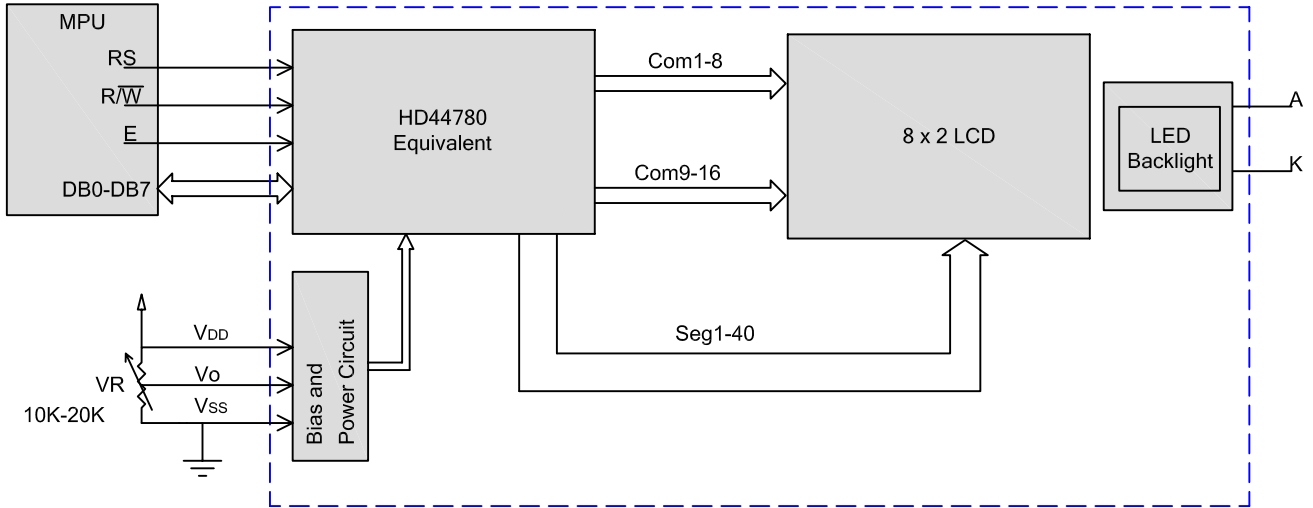 MPU
RS
R/W̅
E
DB0-DB7
HD44780
Equivalent
Com1-8
Com9-16
8 x 2 LCD
LED
Backlight
A
K
Seg1-40
VDD
Vo
VSS
VR
10K-20K
Bias and
Power Circuit